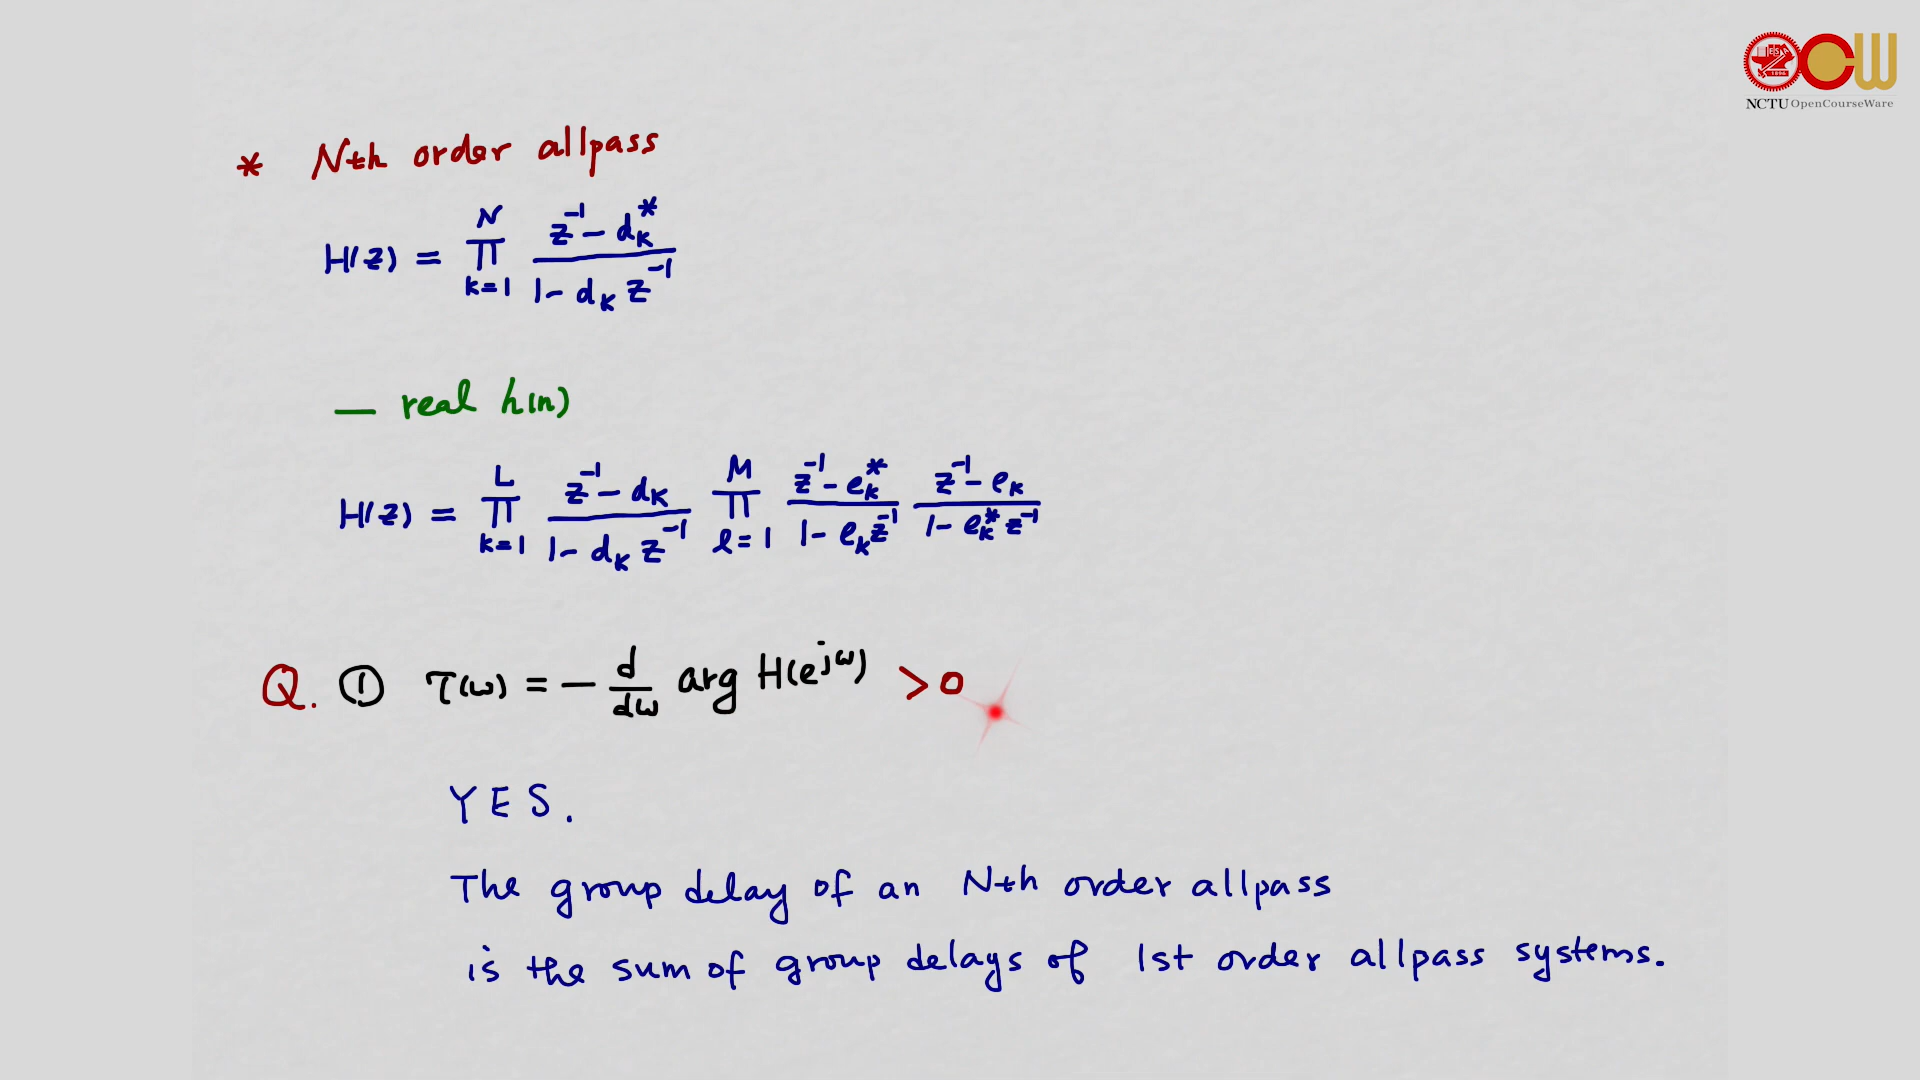 NCTU OpenCourseWare
* Nth order allpass
H(z) = ∏_{k=1}^{N} (z^{-1} - d_k^*) / (1 - d_k z^{-1})
— real h(n)
H(z) = ∏_{k=1}^{L} (z^{-1} - d_k) / (1 - d_k z^{-1}) ∏_{l=1}^{M} (z^{-1} - e_k^*) / (1 - e_k z^{-1}) (z^{-1} - e_k) / (1 - e_k^* z^{-1})
Q. ① τ(ω) = - d/dω arg H(e^{jω}) > 0
YES.
The group delay of an Nth order allpass
is the sum of group delays of 1st order allpass systems.